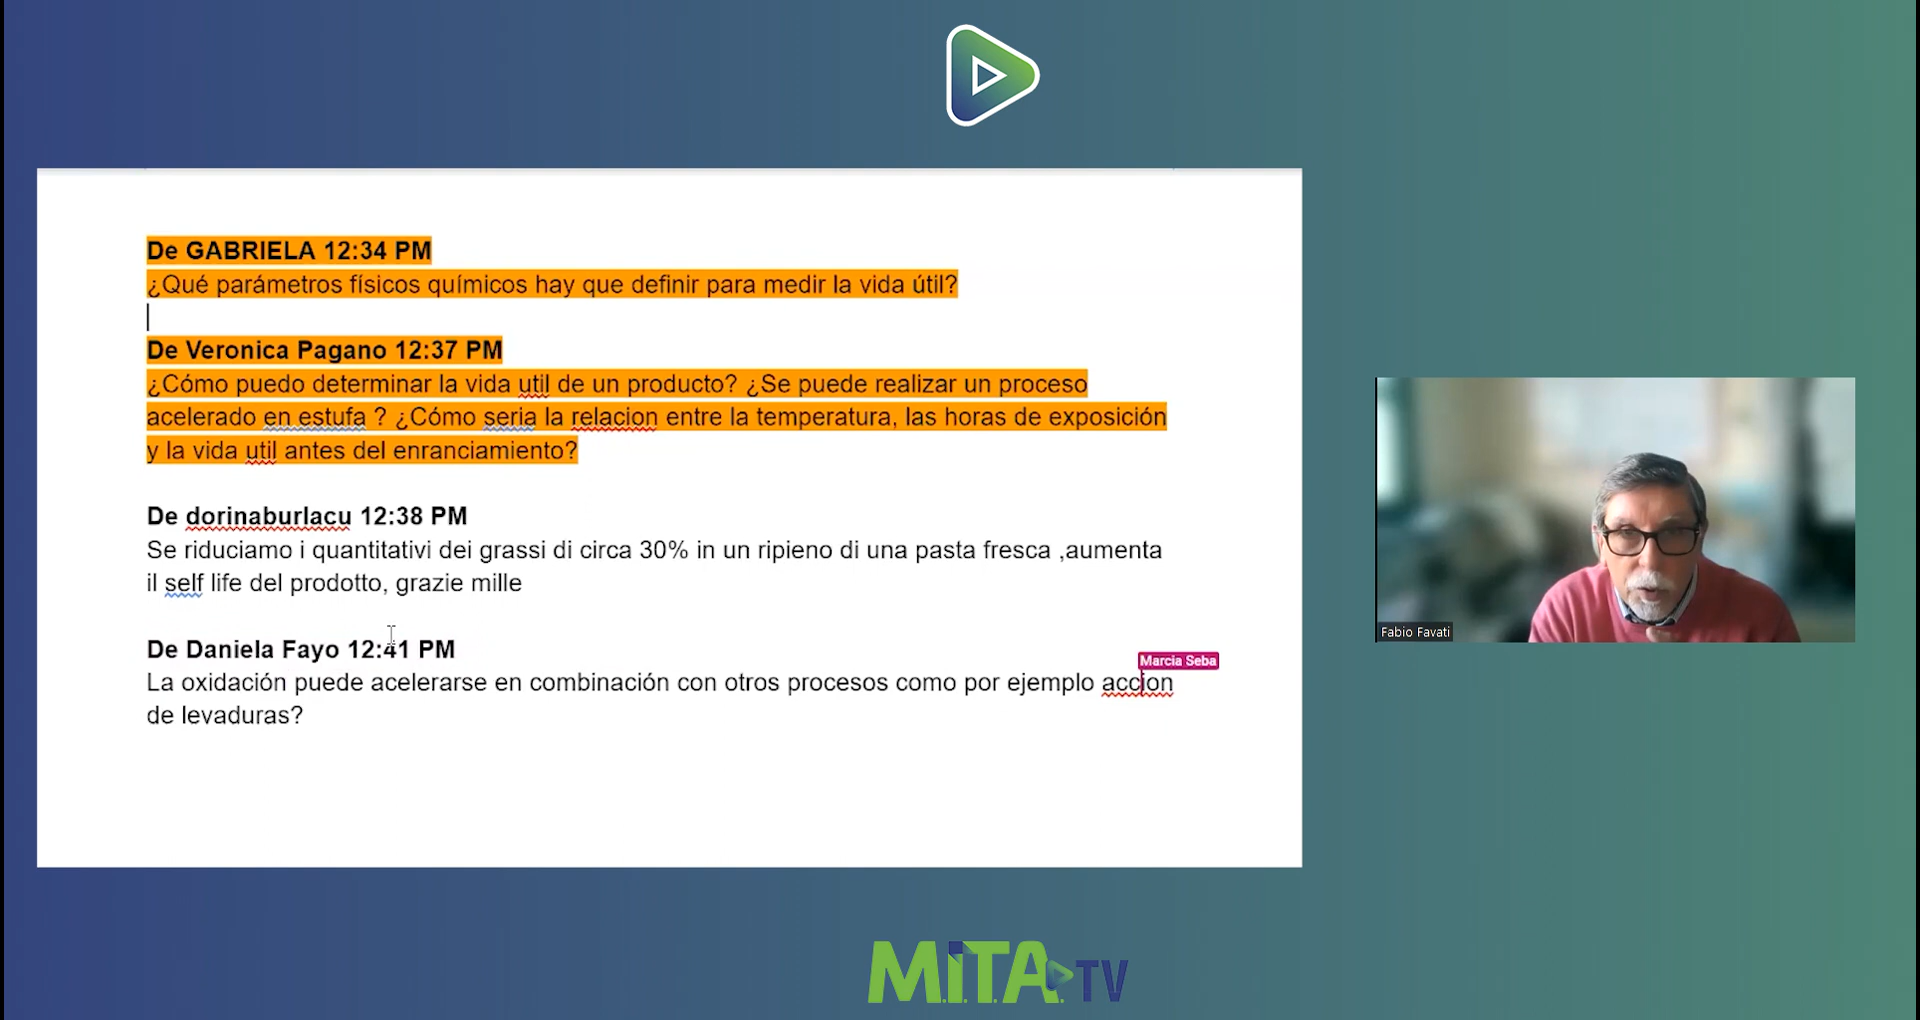 De GABRIELA 12:34 PM
¿Qué parámetros físicos químicos hay que definir para medir la vida útil?
De Veronica Pagano 12:37 PM
¿Cómo puedo determinar la vida util de un producto? ¿Se puede realizar un proceso
acelerado en estufa ? ¿Cómo seria la relacion entre la temperatura, las horas de exposición
y la vida util antes del enranciamiento?
De dorinaburlacu 12:38 PM
Se riduciamo i quantitativi dei grassi di circa 30% in un ripieno di una pasta fresca ,aumenta
il self life del prodotto, grazie mille
De Daniela Fayo 12:41 PM
Marcia Seba
La oxidación puede acelerarse en combinación con otros procesos como por ejemplo accion
de levaduras?
Fabio Favati
M.I.T.A. TV